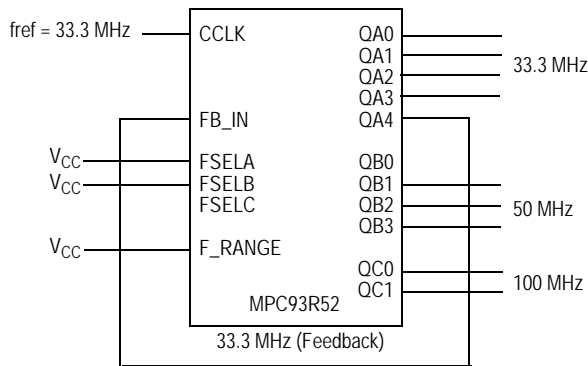 fref = 33.3 MHz
CCLK
QA0
QA1
QA2
QA3
QA4
33.3 MHz
FB_IN
VCC
FSELA
VCC
FSELB
FSELC
QB0
QB1
QB2
QB3
50 MHz
VCC
F_RANGE
QC0
QC1
100 MHz
MPC93R52
33.3 MHz (Feedback)